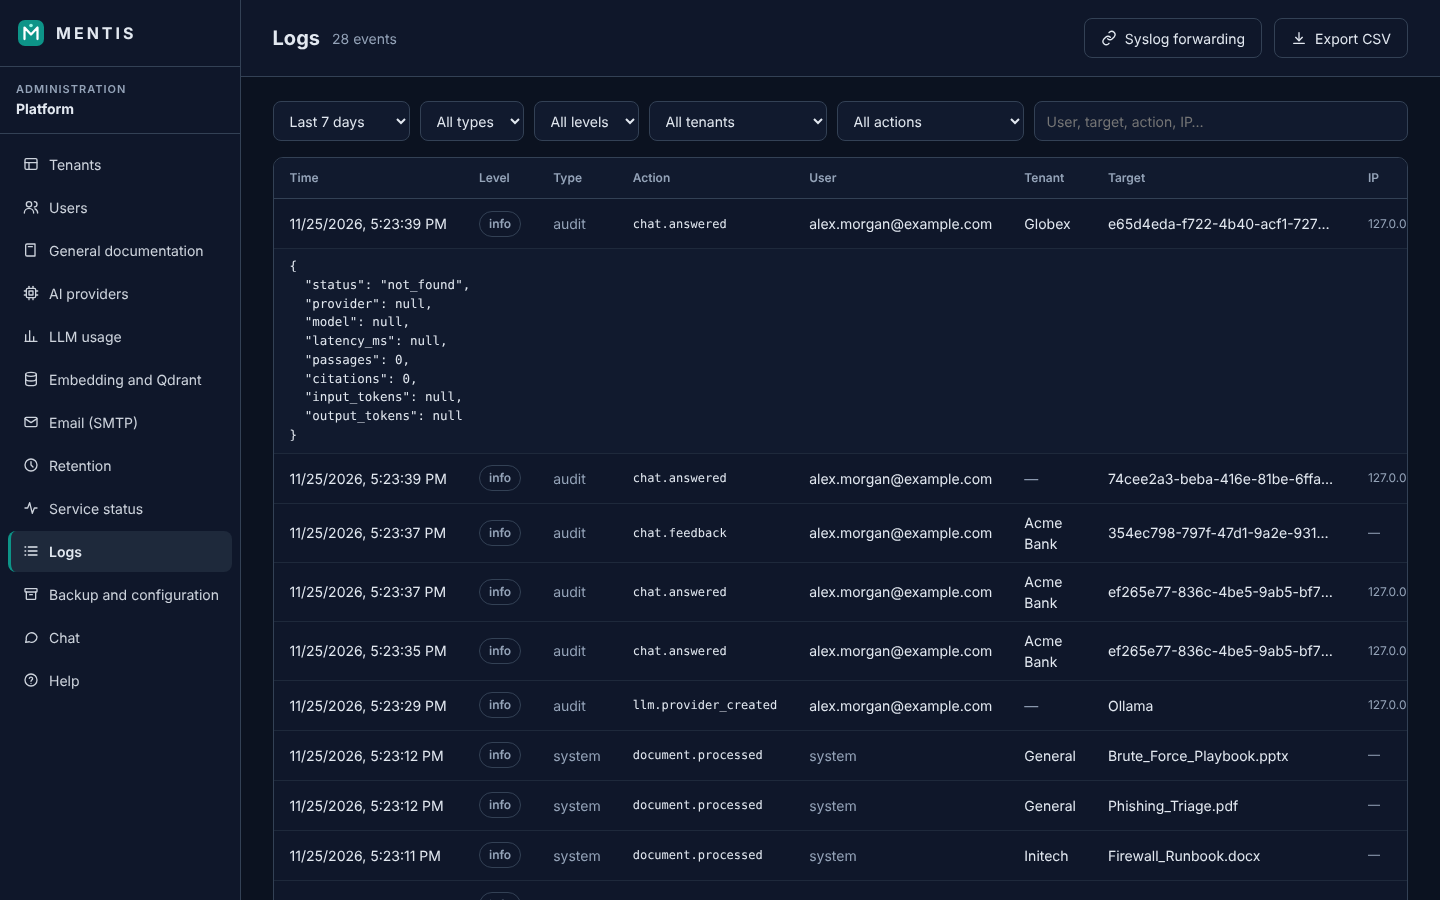 MENTIS
ADMINISTRATION
Platform
Tenants
Users
General documentation
AI providers
LLM usage
Embedding and Qdrant
Email (SMTP)
Retention
Service status
Logs
Backup and configuration
Chat
Help
Logs 28 events
Syslog forwarding
Export CSV
Last 7 days All types All levels All tenants All actions User, target, action, IP...
Time Level Type Action User Tenant Target IP
11/25/2026, 5:23:39 PM info audit chat.answered alex.morgan@example.com Globex e65d4eda-f722-4b40-acf1-727... 127.0.0
{
"status": "not_found",
"provider": null,
"model": null,
"latency_ms": null,
"passages": 0,
"citations": 0,
"input_tokens": null,
"output_tokens": null
}
11/25/2026, 5:23:39 PM info audit chat.answered alex.morgan@example.com — 74cee2a3-beba-416e-81be-6ffa... 127.0.0
11/25/2026, 5:23:37 PM info audit chat.feedback alex.morgan@example.com Acme Bank 354ec798-797f-47d1-9a2e-931... —
11/25/2026, 5:23:37 PM info audit chat.answered alex.morgan@example.com Acme Bank ef265e77-836c-4be5-9ab5-bf7... 127.0.0
11/25/2026, 5:23:35 PM info audit chat.answered alex.morgan@example.com Acme Bank ef265e77-836c-4be5-9ab5-bf7... 127.0.0
11/25/2026, 5:23:29 PM info audit llm.provider_created alex.morgan@example.com — Ollama 127.0.0
11/25/2026, 5:23:12 PM info system document.processed system General Brute_Force_Playbook.pptx —
11/25/2026, 5:23:12 PM info system document.processed system General Phishing_Triage.pdf —
11/25/2026, 5:23:11 PM info system document.processed system Initech Firewall_Runbook.docx —